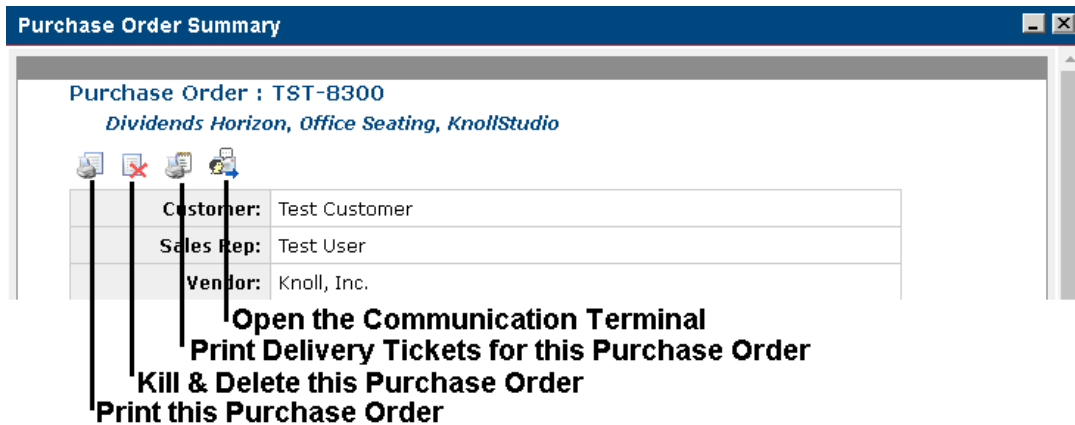 Purchase Order Summary
Purchase Order : TST-8300
Dividends Horizon, Office Seating, KnollStudio
Customer: Test Customer
Sales Rep: Test User
Vendor: Knoll, Inc.
Open the Communication Terminal
Print Delivery Tickets for this Purchase Order
Kill & Delete this Purchase Order
Print this Purchase Order